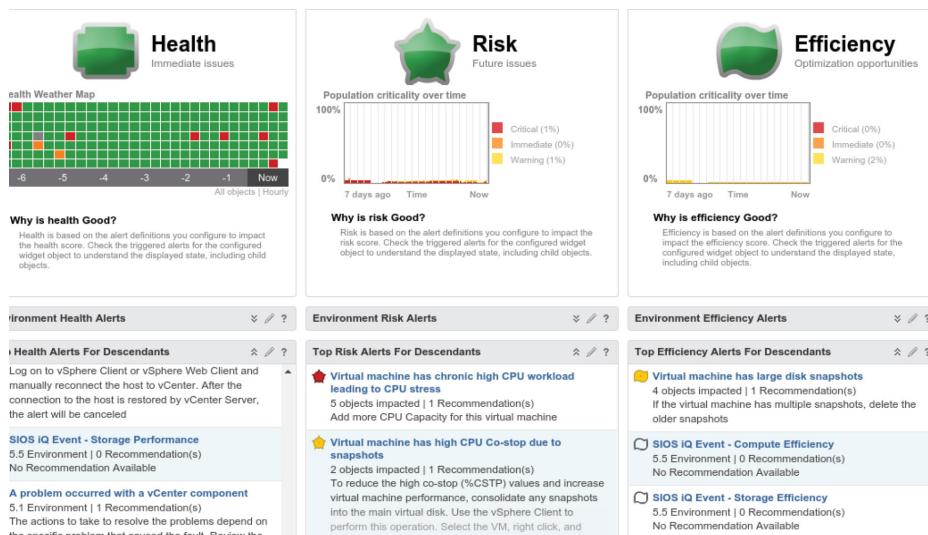 Health
Immediate issues
ealth Weather Map
-6 -5 -4 -3 -2 -1 Now
All objects | Hourly
Why is health Good?
Health is based on the alert definitions you configure to impact
the health score. Check the triggered alerts for the configured
widget object to understand the displayed state, including child
objects.
Risk
Future issues
Population criticality over time
100%
0%
7 days ago Time Now
Critical (1%)
Immediate (0%)
Warning (1%)
Why is risk Good?
Risk is based on the alert definitions you configure to impact the
risk score. Check the triggered alerts for the configured widget
object to understand the displayed state, including child objects.
Efficiency
Optimization opportunities
Population criticality over time
100%
0%
7 days ago Time Now
Critical (0%)
Immediate (0%)
Warning (2%)
Why is efficiency Good?
Efficiency is based on the alert definitions you configure to
impact the efficiency score. Check the triggered alerts for the
configured widget object to understand the displayed state,
including child objects.
vironment Health Alerts ?
Environment Risk Alerts ?
Environment Efficiency Alerts ?
Health Alerts For Descendants ?
Log on to vSphere Client or vSphere Web Client and
manually reconnect the host to vCenter. After the
connection to the host is restored by vCenter Server,
the alert will be canceled
SIOS iQ Event - Storage Performance
5.5 Environment | 0 Recommendation(s)
No Recommendation Available
A problem occurred with a vCenter component
5.1 Environment | 1 Recommendation(s)
The actions to take to resolve the problems depend on
the specific problem that caused the fault. Review the
Top Risk Alerts For Descendants ?
Virtual machine has chronic high CPU workload
leading to CPU stress
5 objects impacted | 1 Recommendation(s)
Add more CPU Capacity for this virtual machine
Virtual machine has high CPU Co-stop due to
snapshots
2 objects impacted | 1 Recommendation(s)
To reduce the high co-stop (%CSTP) values and increase
virtual machine performance, consolidate any snapshots
into the main virtual disk. Use the vSphere Client to
perform this operation. Select the VM, right click, and
Top Efficiency Alerts For Descendants ?
Virtual machine has large disk snapshots
4 objects impacted | 1 Recommendation(s)
If the virtual machine has multiple snapshots, delete the
older snapshots
SIOS iQ Event - Compute Efficiency
5.5 Environment | 0 Recommendation(s)
No Recommendation Available
SIOS iQ Event - Storage Efficiency
5.5 Environment | 0 Recommendation(s)
No Recommendation Available